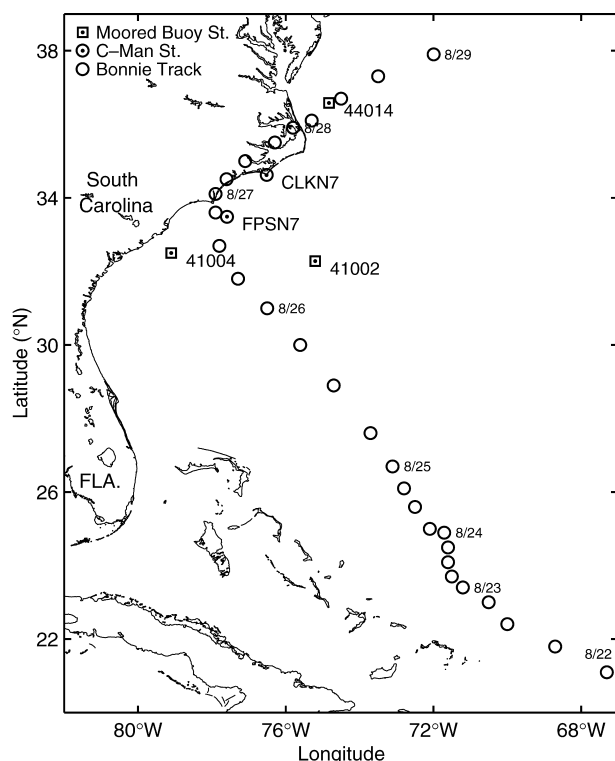 38
34
30
26
22
Latitude (°N)
Moored Buoy St.
C–Man St.
Bonnie Track
8/29
44014
8/28
South
Carolina
CLKN7
8/27
FPSN7
41004
41002
8/26
FLA.
8/25
8/24
8/23
8/22
80°W
76°W
72°W
68°W
Longitude